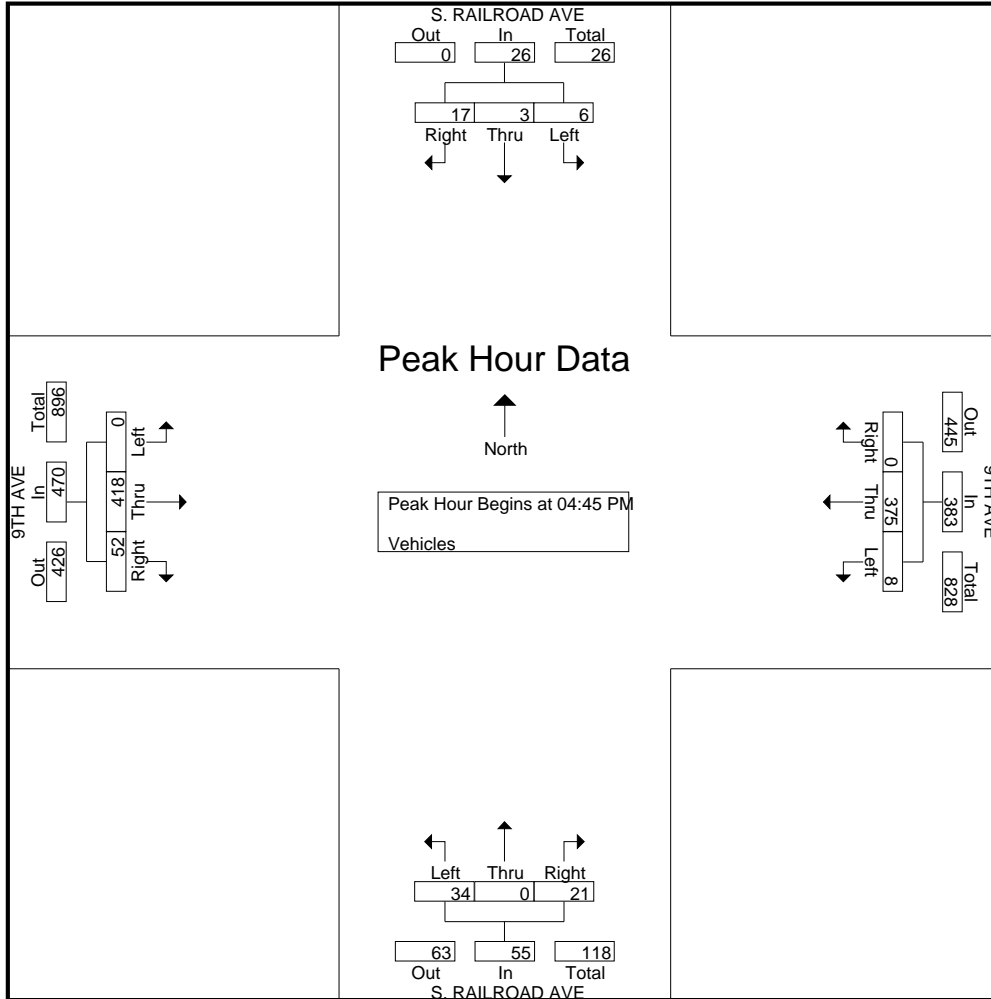 S. RAILROAD AVE
Out In Total
0 26 26
17 3 6
Right Thru Left
Peak Hour Data
North
Peak Hour Begins at 04:45 PM
Vehicles
9TH AVE
Total In Out
896 470 426
0 418 52
Left Thru Right
Out In Total
445 383 828
0 375 8
Right Thru Left
9TH AVE
Left Thru Right
34 0 21
63 55 118
Out In Total
S. RAILROAD AVE